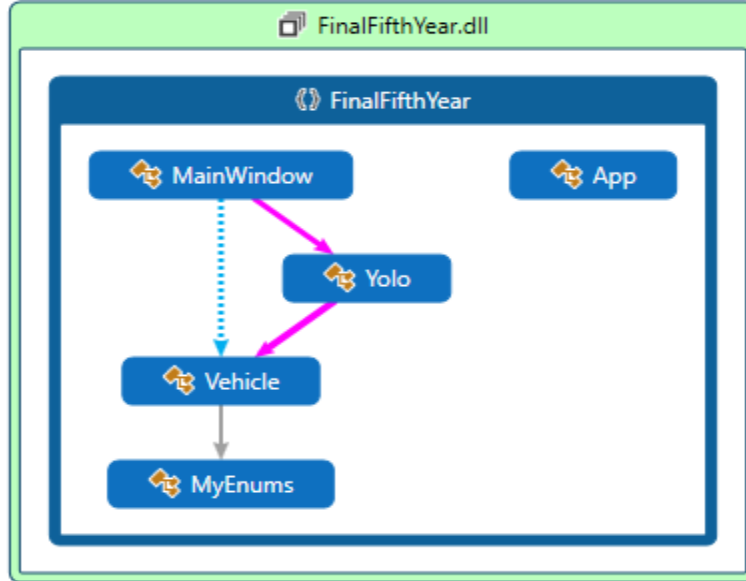 FinalFifthYear.dll
FinalFifthYear
MainWindow
App
Yolo
Vehicle
MyEnums